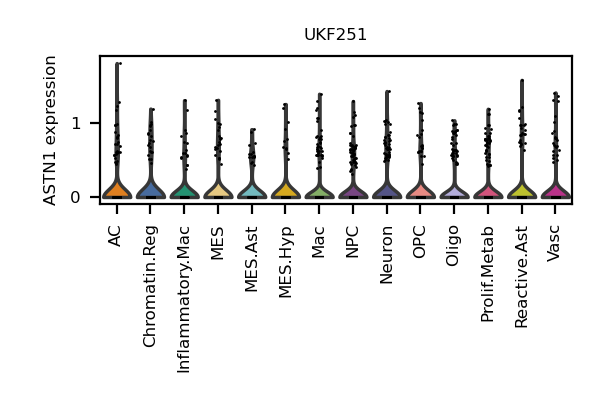 UKF251
ASTN1 expression
1
0
AC
Chromatin.Reg
Inflammatory.Mac
MES
MES.Ast
MES.Hyp
Mac
NPC
Neuron
OPC
Oligo
Prolif.Metab
Reactive.Ast
Vasc